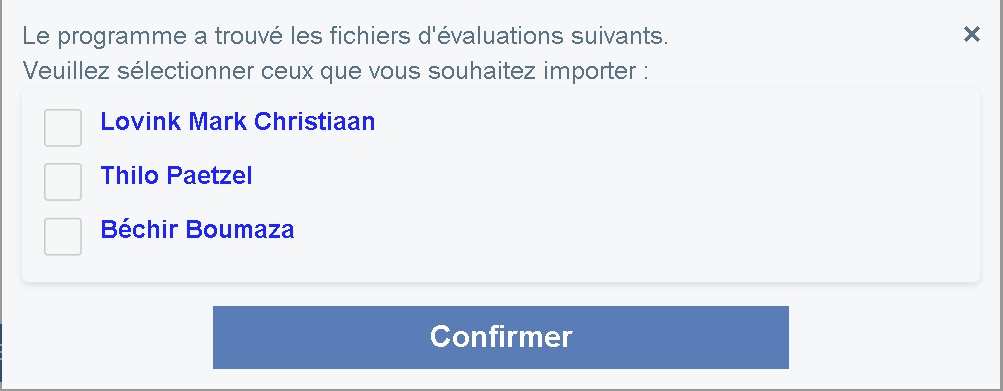 Le programme a trouvé les fichiers d'évaluations suivants.
Veuillez sélectionner ceux que vous souhaitez importer :
Lovink Mark Christiaan
Thilo Paetzel
Béchir Boumaza
Confirmer